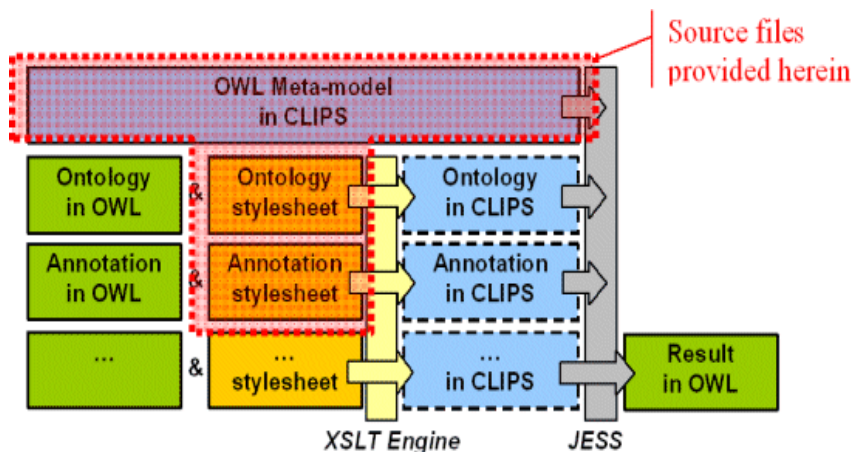 Source files
provided herein
OWL Meta-model
in CLIPS
Ontology
in OWL
&
Ontology
stylesheet
Ontology
in CLIPS
Annotation
in OWL
&
Annotation
stylesheet
Annotation
in CLIPS
...
&
...
stylesheet
...
in CLIPS
Result
in OWL
XSLT Engine
JESS